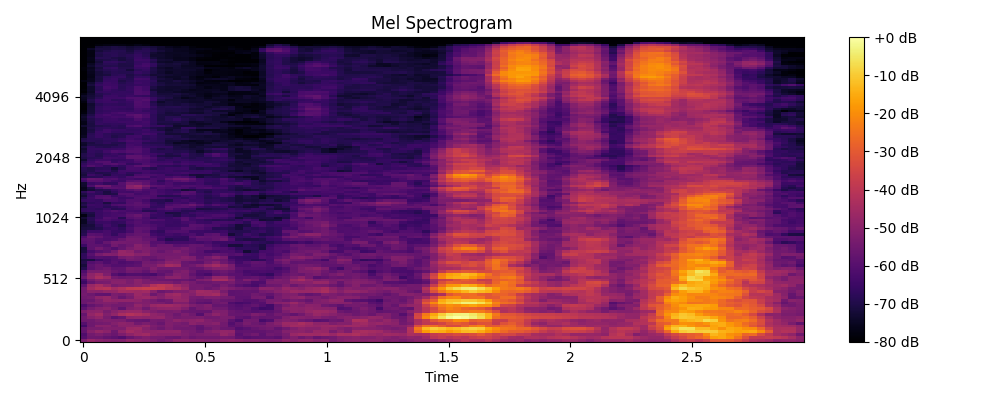 Mel Spectrogram
+0 dB
-10 dB
4096
-20 dB
2048
-30 dB
Hz
-40 dB
1024
-50 dB
512
-60 dB
-70 dB
0
-80 dB
0 0.5 1 1.5 2 2.5
Time